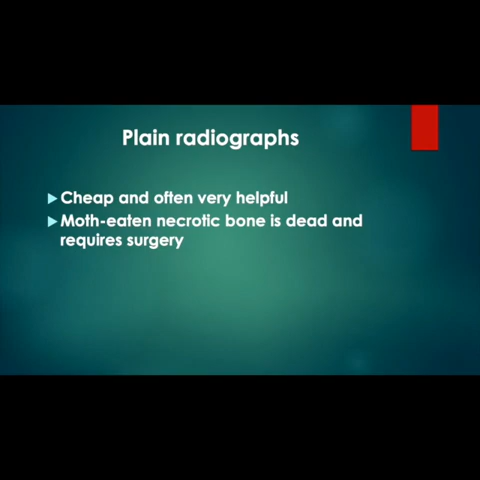 Plain radiographs
Cheap and often very helpful
Moth-eaten necrotic bone is dead and
requires surgery